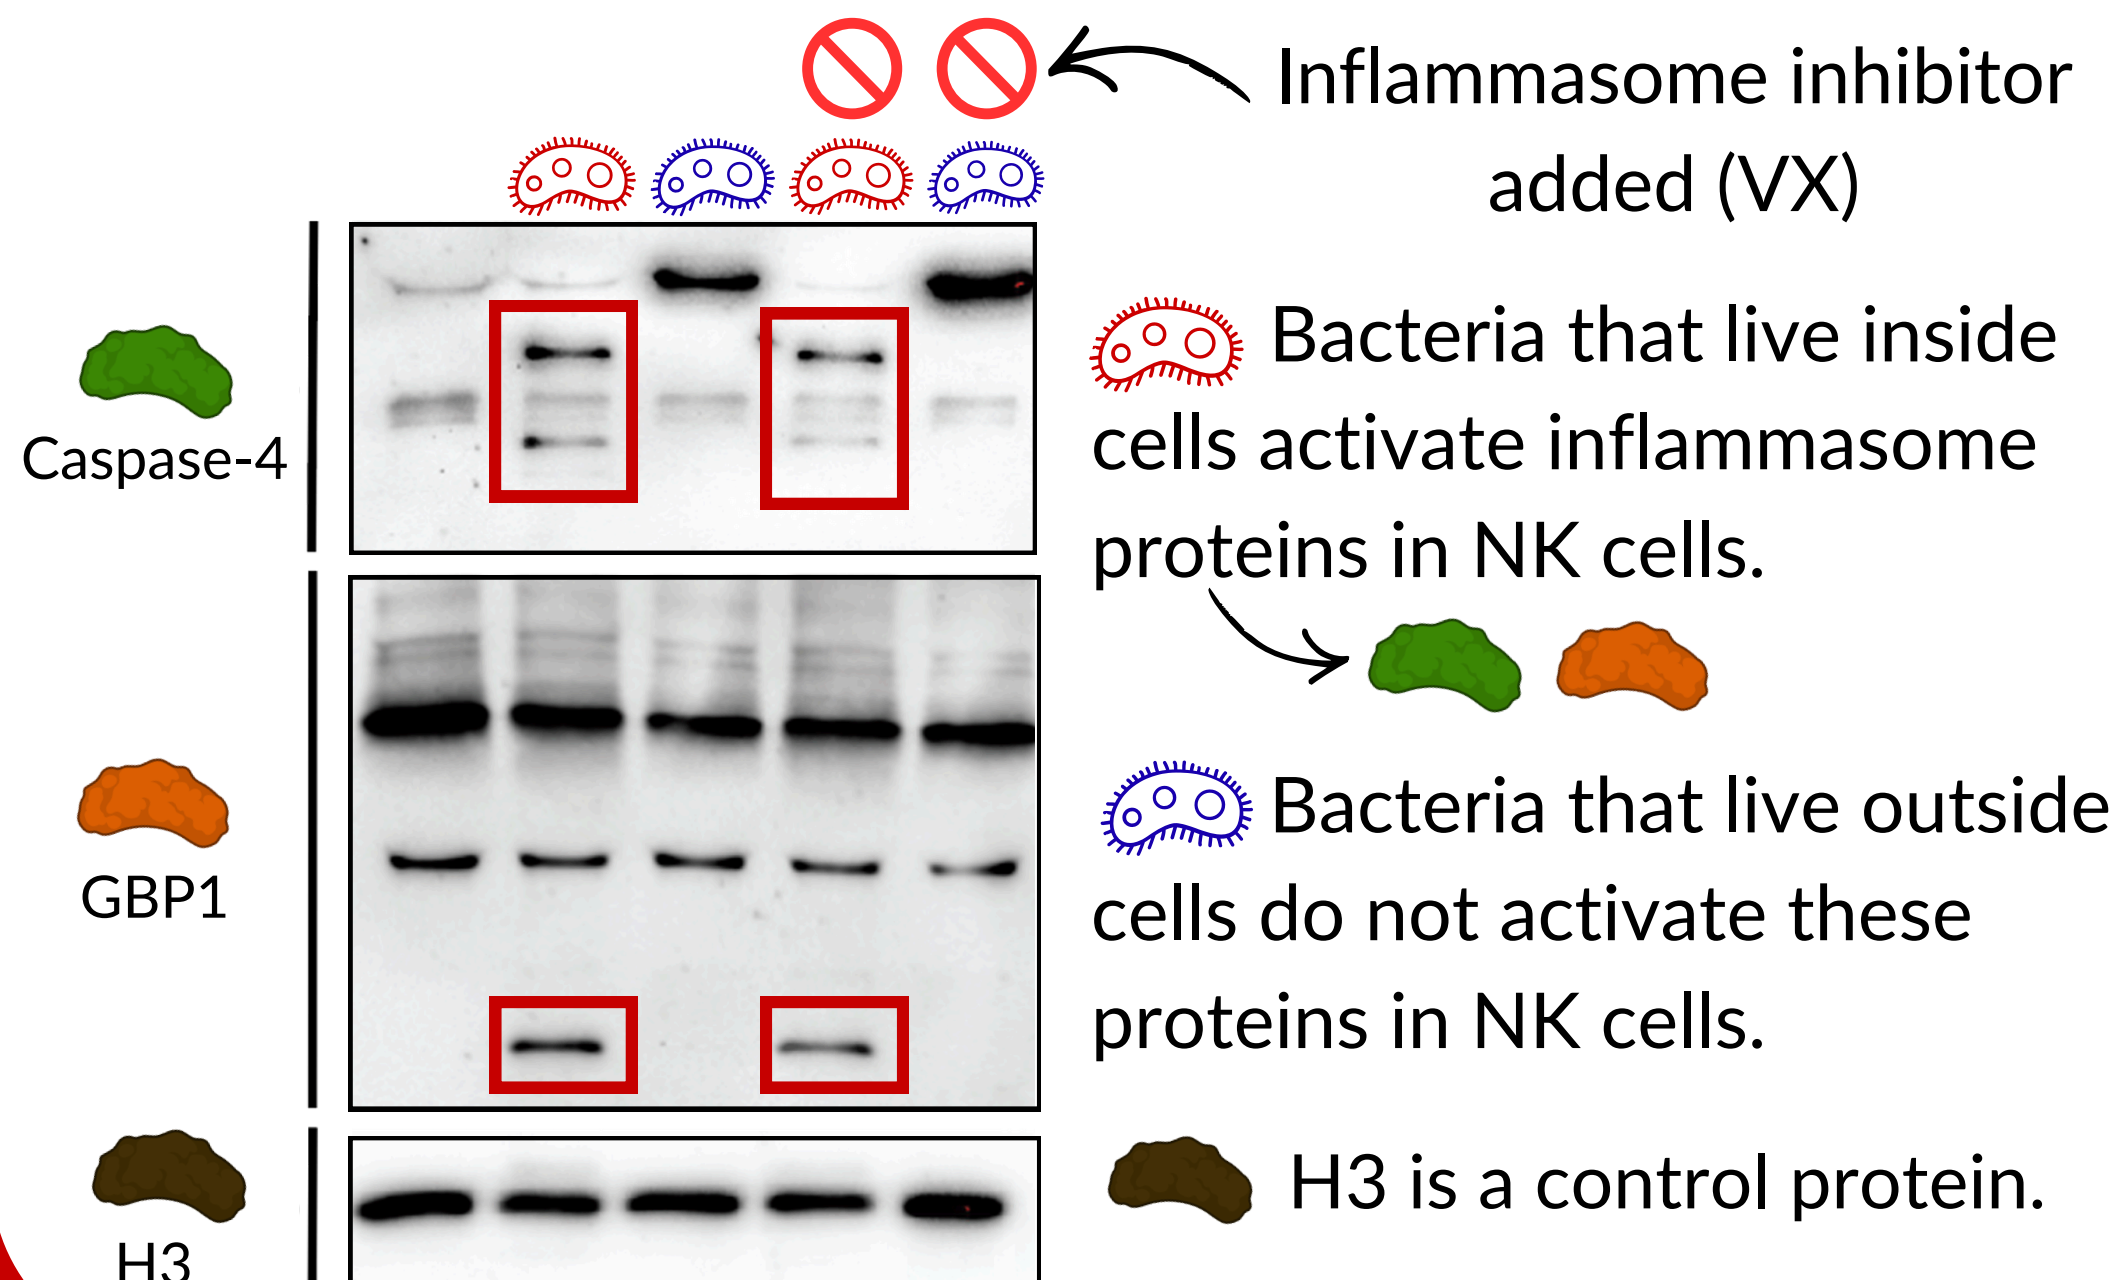 Inflammasome inhibitor
added (VX)
Caspase-4
Bacteria that live inside
cells activate inflammasome
proteins in NK cells.
GBP1
Bacteria that live outside
cells do not activate these
proteins in NK cells.
H3
H3 is a control protein.